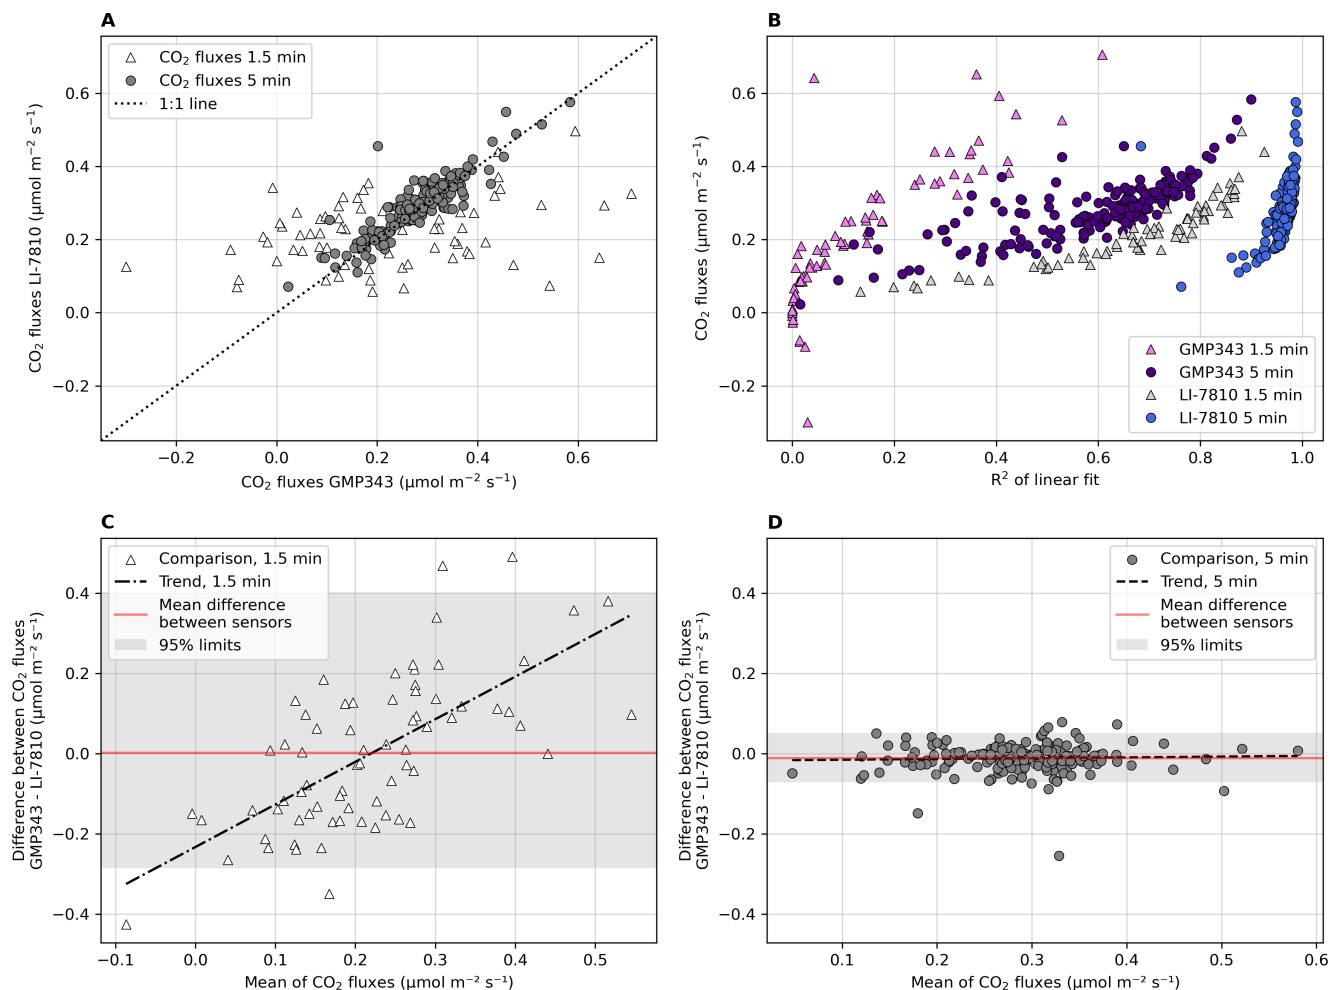 A
CO₂ fluxes 1.5 min
CO₂ fluxes 5 min
1:1 line
CO₂ fluxes LI-7810 (µmol m⁻² s⁻¹)
0.6
0.4
0.2
0.0
−0.2
−0.2
0.0
0.2
0.4
0.6
CO₂ fluxes GMP343 (µmol m⁻² s⁻¹)
B
CO₂ fluxes (µmol m⁻² s⁻¹)
0.6
0.4
0.2
0.0
−0.2
GMP343 1.5 min
GMP343 5 min
LI-7810 1.5 min
LI-7810 5 min
0.0
0.2
0.4
0.6
0.8
1.0
R² of linear fit
C
Comparison, 1.5 min
Trend, 1.5 min
Mean difference
between sensors
95% limits
Difference between CO₂ fluxes
GMP343 - LI-7810 (µmol m⁻² s⁻¹)
0.4
0.2
0.0
−0.2
−0.4
−0.1
0.0
0.1
0.2
0.3
0.4
0.5
Mean of CO₂ fluxes (µmol m⁻² s⁻¹)
D
Comparison, 5 min
Trend, 5 min
Mean difference
between sensors
95% limits
Difference between CO₂ fluxes
GMP343 - LI-7810 (µmol m⁻² s⁻¹)
0.4
0.2
0.0
−0.2
−0.4
0.1
0.2
0.3
0.4
0.5
0.6
Mean of CO₂ fluxes (µmol m⁻² s⁻¹)